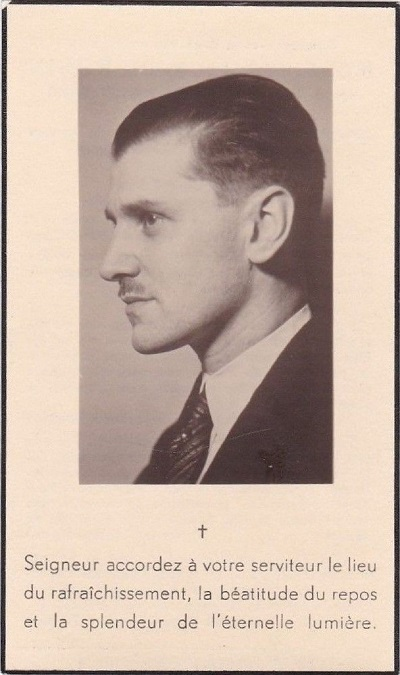 †
Seigneur accordez à votre serviteur le lieu
du rafraîchissement, la béatitude du repos
et la splendeur de l'éternelle lumière.